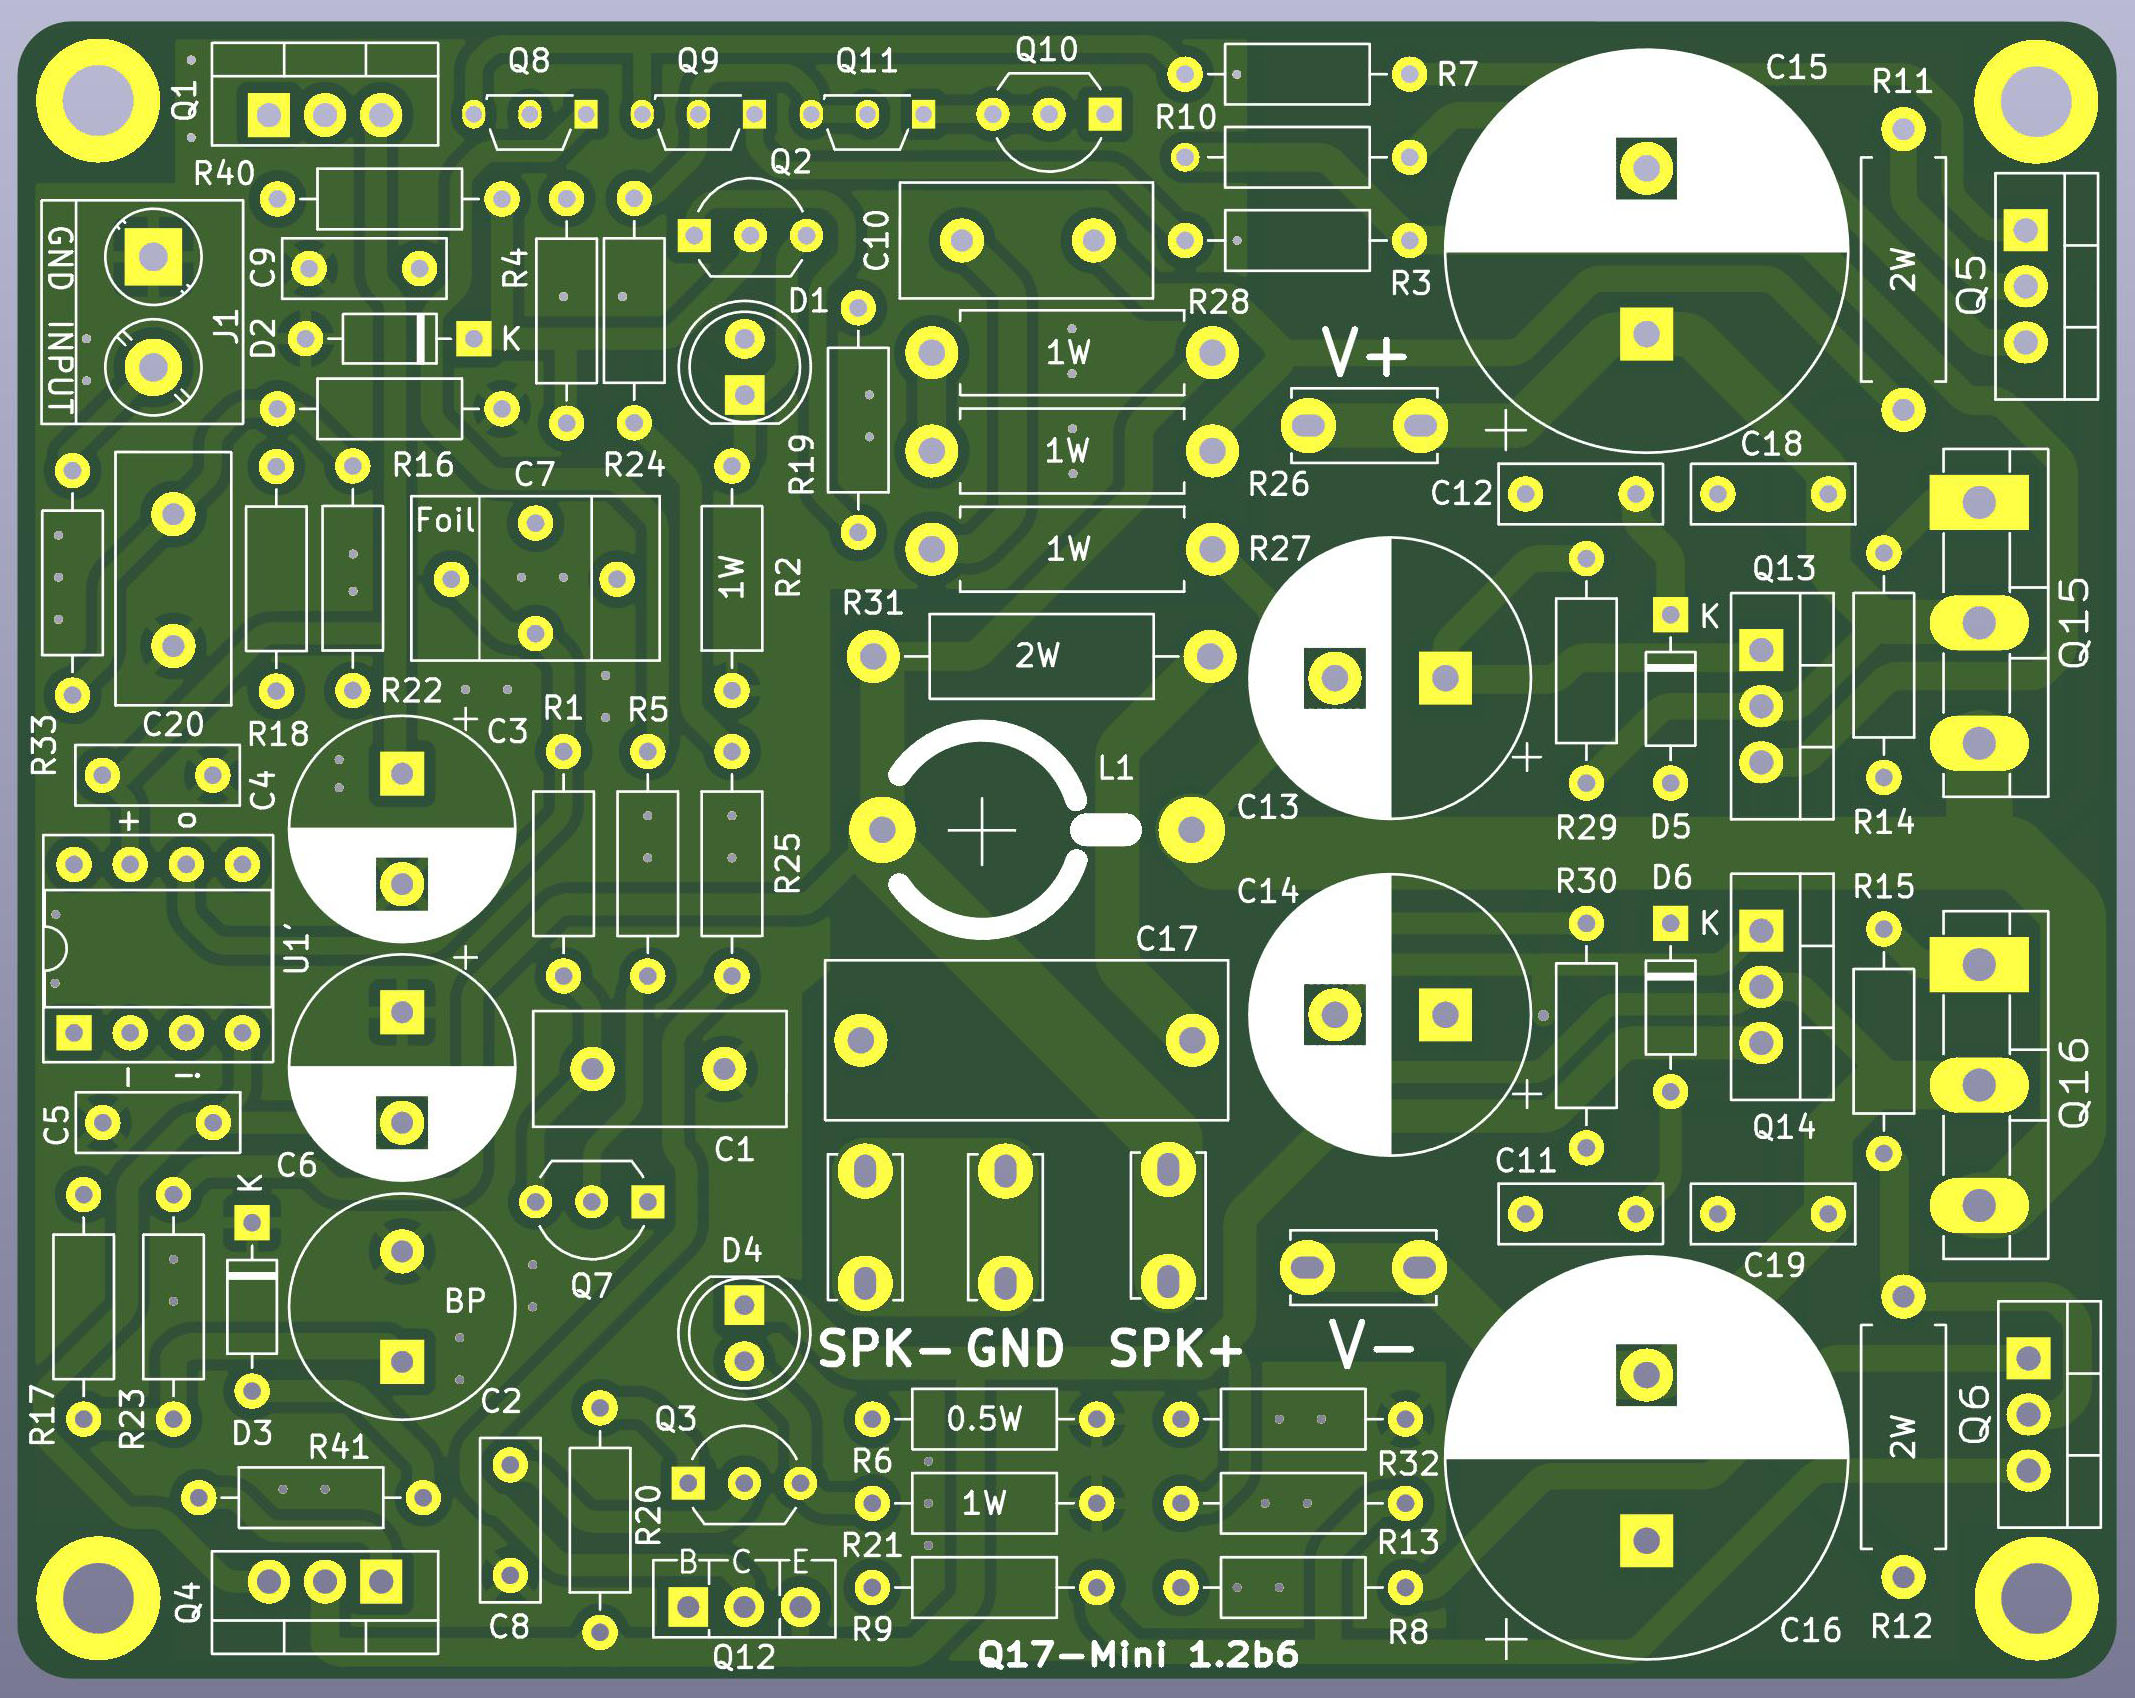 Q1
Q8
Q9
Q11
Q10
R7
C15
R11
R10
Q2
R40
C9
R4
C10
R3
2W
Q5
GND INPUT
J1
D2
K
D1
R28
1W
V+
R16
C7
R24
R19
1W
R26
C12
C18
Foil
1W
R2
1W
R27
Q13
K
Q15
R31
2W
R33
C20
R18
R22
C3
R1
R5
L1
C4
C13
R29
D5
R14
+
o
R25
C14
R30
D6
K
R15
U1'
+
C17
–
!
C5
C6
K
C1
C11
Q14
Q16
Q7
D4
C19
BP
SPK-
GND
SPK+
V-
R17
R23
D3
C2
Q3
0.5W
R6
R32
2W
Q6
R41
R20
1W
R21
R13
Q4
C8
B
C
E
Q12
R9
R8
C16
R12
Q17-Mini 1.2b6